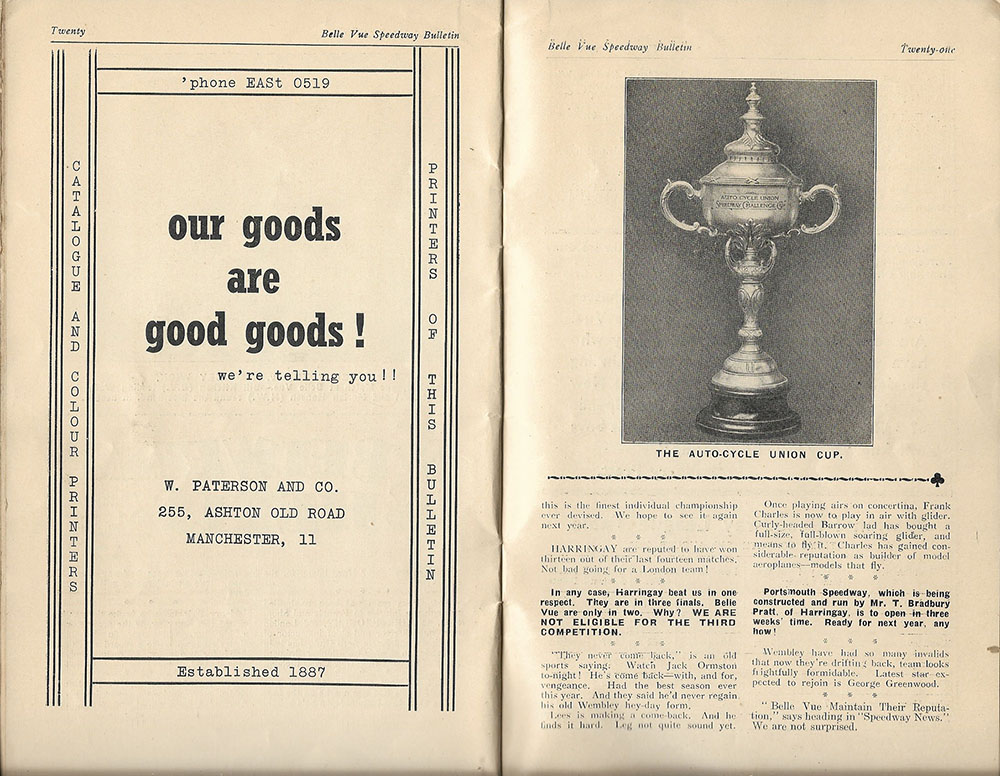 Twenty
Belle Vue Speedway Bulletin
'phone EASt 0519
CATALOGUE AND COLOUR PRINTERS
our goods
are
good goods!
we're telling you!!
W. PATERSON AND CO.
255, ASHTON OLD ROAD
MANCHESTER, 11
PRINTERS OF THIS BULLETIN
Established 1887
Belle Vue Speedway Bulletin
Twenty-one
AUTO CYCLE UNION
SPEEDWAY CHALLENGE CUP
THE AUTO-CYCLE UNION CUP.
this is the finest individual championship
ever devised. We hope to see it again
next year.
* * *
HARRINGAY are reputed to have won
thirteen out of their last fourteen matches.
Not bad going for a London team!
* * *
In any case, Harringay beat us in one
respect. They are in three finals. Belle
Vue are only in two. Why? WE ARE
NOT ELIGIBLE FOR THE THIRD
COMPETITION.
* * *
"They never come back," is an old
sports saying. Watch Jack Ormston
to-night! He's come back—with, and for,
vengeance. Had the best season ever
this year. And they said he'd never regain
his old Wembley hey-day form.
Lees is making a come-back. And he
finds it hard. Leg not quite sound yet.
Once playing airs on concertina, Frank
Charles is now to play in air with glider.
Curly-headed Barrow lad has bought a
full-size, full-blown soaring glider, and
means to fly it. Charles has gained con-
siderable reputation as builder of model
aeroplanes—models that fly.
* * *
Portsmouth Speedway, which is being
constructed and run by Mr. T. Bradbury
Pratt, of Harringay, is to open in three
weeks' time. Ready for next year, any
how!
* * *
Wembley have had so many invalids
that now they're drifting back, team looks
frightfully formidable. Latest star ex-
pected to rejoin is George Greenwood.
* * *
"Belle Vue Maintain Their Reputa-
tion," says heading in "Speedway News."
We are not surprised.